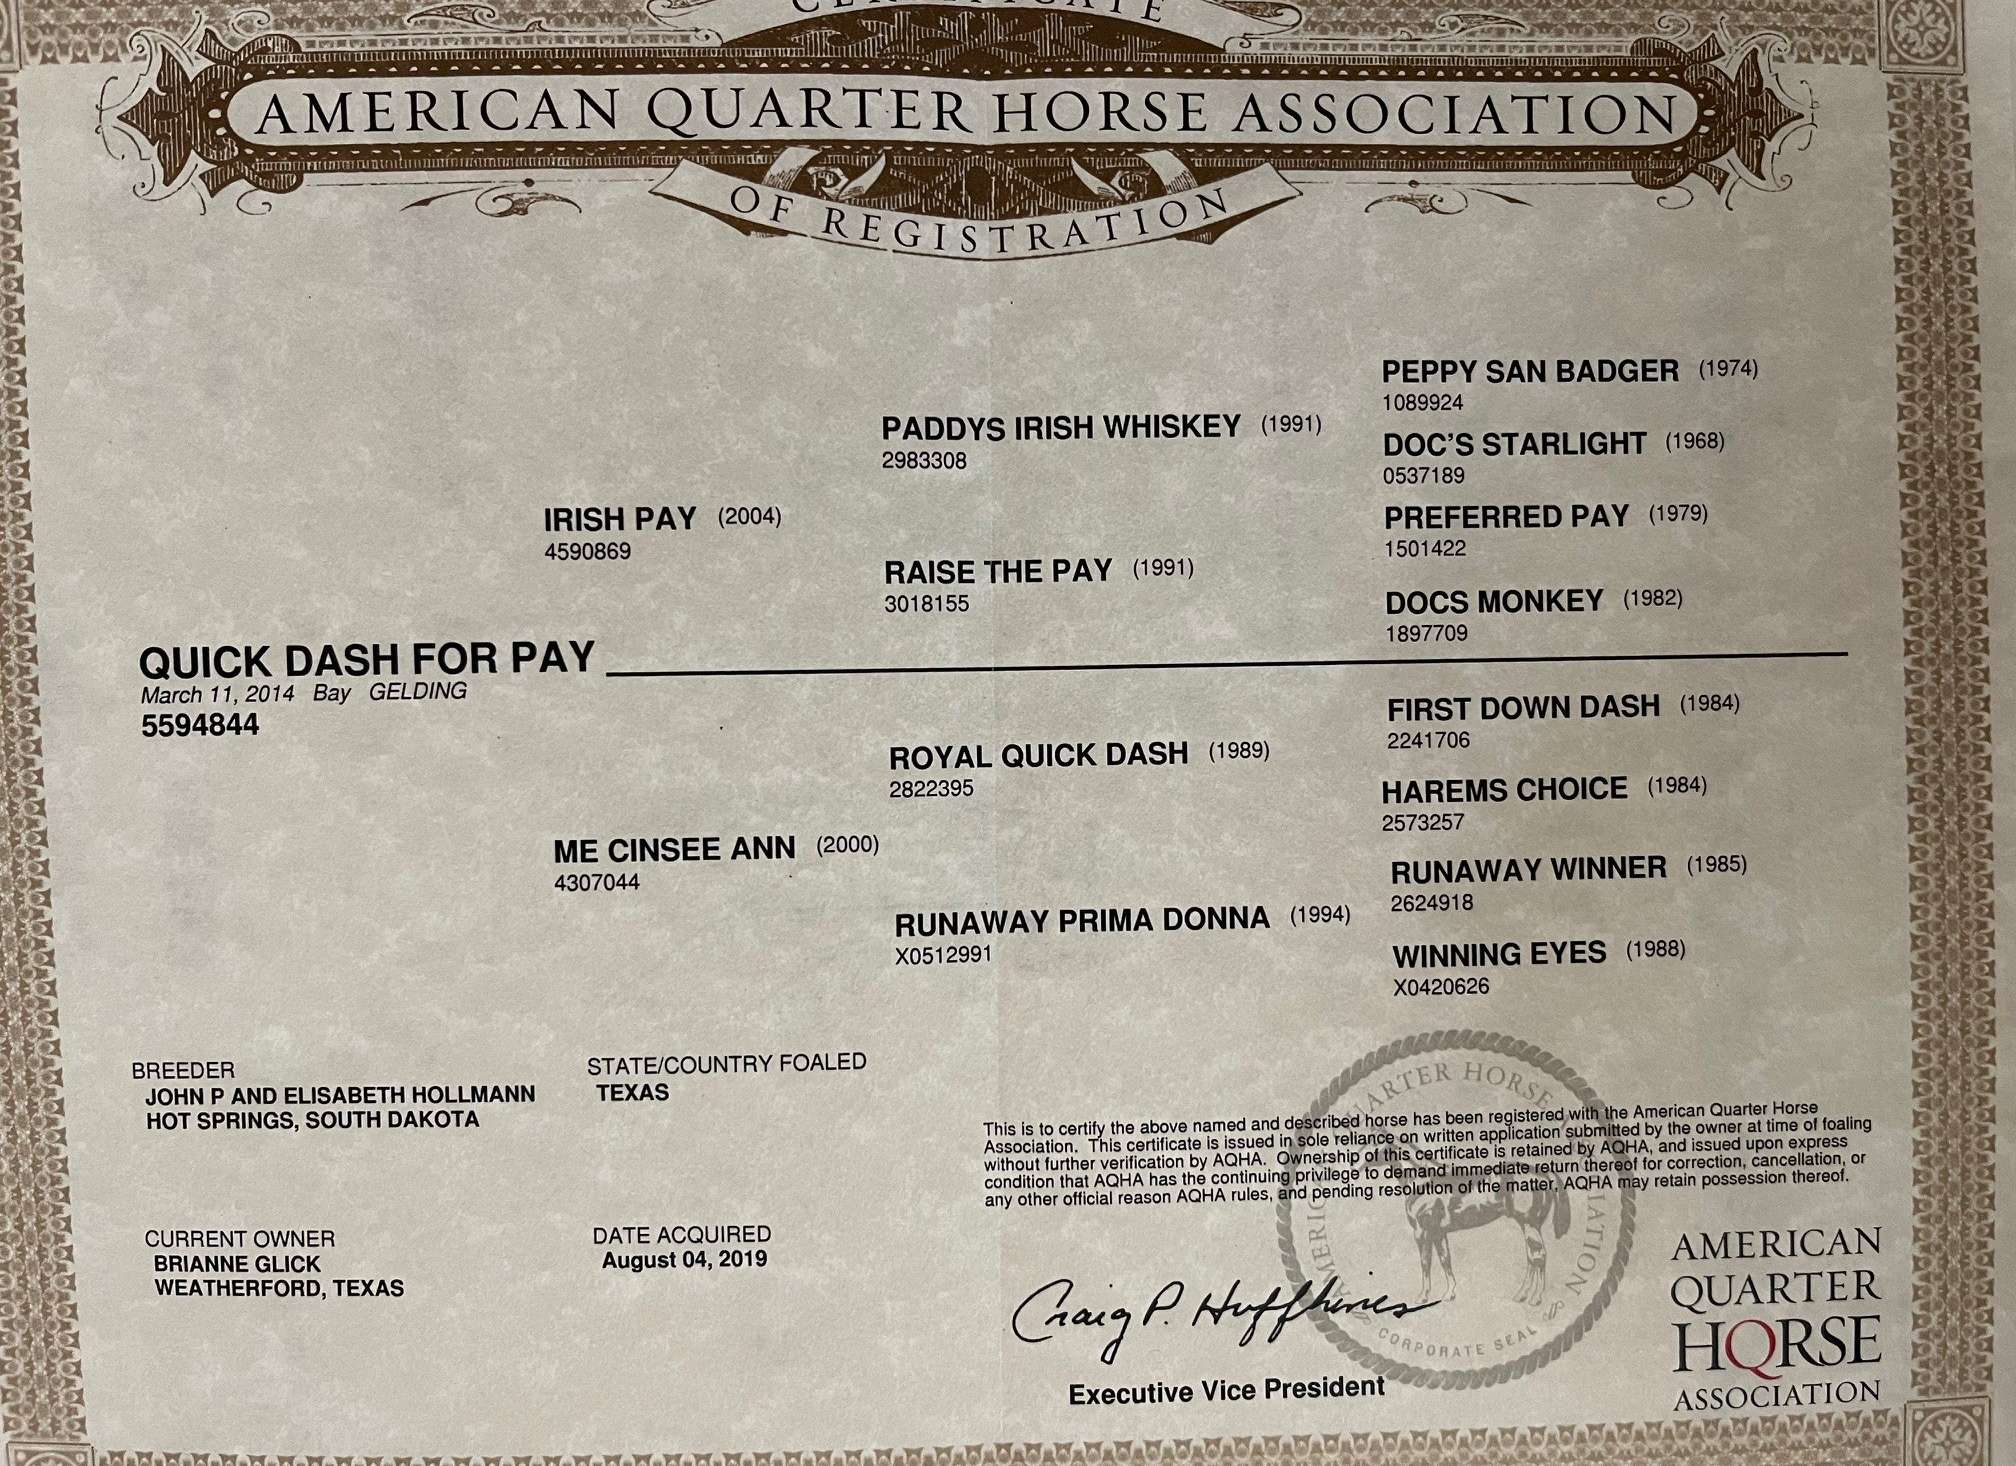 CERTIFICATE
AMERICAN QUARTER HORSE ASSOCIATION
OF REGISTRATION
PEPPY SAN BADGER (1974)
1089924
PADDYS IRISH WHISKEY (1991)
2983308
DOC'S STARLIGHT (1968)
0537189
IRISH PAY (2004)
4590869
PREFERRED PAY (1979)
1501422
RAISE THE PAY (1991)
3018155
DOCS MONKEY (1982)
1897709
QUICK DASH FOR PAY
March 11, 2014 Bay GELDING
5594844
FIRST DOWN DASH (1984)
2241706
ROYAL QUICK DASH (1989)
2822395
HAREMS CHOICE (1984)
2573257
ME CINSEE ANN (2000)
4307044
RUNAWAY WINNER (1985)
2624918
RUNAWAY PRIMA DONNA (1994)
X0512991
WINNING EYES (1988)
X0420626
BREEDER
JOHN P AND ELISABETH HOLLMANN
HOT SPRINGS, SOUTH DAKOTA
STATE/COUNTRY FOALED
TEXAS
This is to certify the above named and described horse has been registered with the American Quarter Horse
Association. This certificate is issued in sole reliance on written application submitted by the owner at time of foaling
without further verification by AQHA. Ownership of this certificate is retained by AQHA, and issued upon express
condition that AQHA has the continuing privilege to demand immediate return thereof for correction, cancellation, or
any other official reason AQHA rules, and pending resolution of the matter, AQHA may retain possession thereof.
CURRENT OWNER
BRIANNE GLICK
WEATHERFORD, TEXAS
DATE ACQUIRED
August 04, 2019
Craig P. Huffhines
Executive Vice President
AMERICAN QUARTER HORSE ASSOCIATION
CORPORATE SEAL
AMERICAN
QUARTER
HORSE
ASSOCIATION